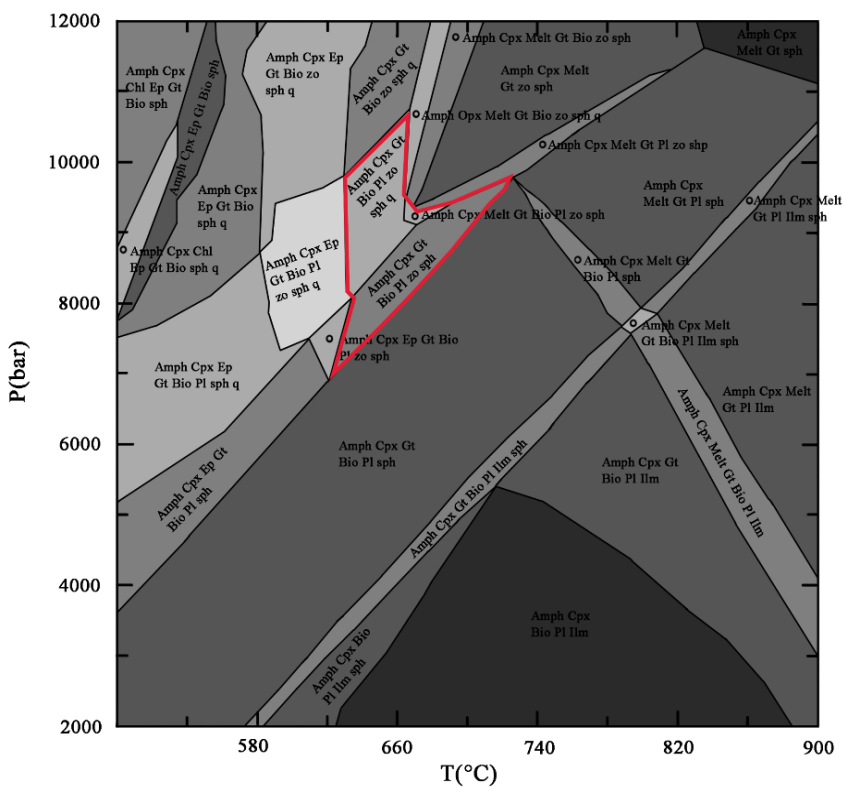 12000
10000
8000
6000
4000
2000
P(bar)
580
660
740
820
900
T(°C)
Amph Cpx
Chl Ep Gt
Bio sph
Amph Cpx Ep Gt Bio sph
Amph Cpx Ep
Gt Bio zo
sph q
Amph Cpx Gt
Bio zo sph q
Amph Cpx Melt Gt Bio zo sph
Amph Cpx Melt
Gt zo sph
Amph Cpx
Melt Gt sph
Amph Opx Melt Gt Bio zo sph q
Amph Cpx Melt Gt Pl zo shp
Amph Cpx Gt
Bio Pl zo
sph q
Amph Cpx
Ep Gt Bio
sph q
Amph Cpx
Melt Gt Pl sph
Amph Cpx Melt
Gt Pl Ilm sph
Amph Cpx Melt Gt Bio Pl zo sph
Amph Cpx Chl
Ep Gt Bio sph q
Amph Cpx Ep
Gt Bio Pl
zo sph q
Amph Cpx Gt
Bio Pl zo sph
Amph Cpx Melt Gt
Bio Pl sph
Amph Cpx Melt
Gt Bio Pl Ilm sph
Amph Cpx Ep Gt Bio
Pl zo sph
Amph Cpx Ep
Gt Bio Pl sph q
Amph Cpx Melt
Gt Pl Ilm
Amph Cpx Ep Gt
Bio Pl sph
Amph Cpx Gt
Bio Pl sph
Amph Cpx Gt Bio Pl Ilm sph
Amph Cpx Gt
Bio Pl Ilm
Amph Cpx Melt Gt Bio Pl Ilm
Amph Cpx Bio
Pl Ilm sph
Amph Cpx
Bio Pl Ilm